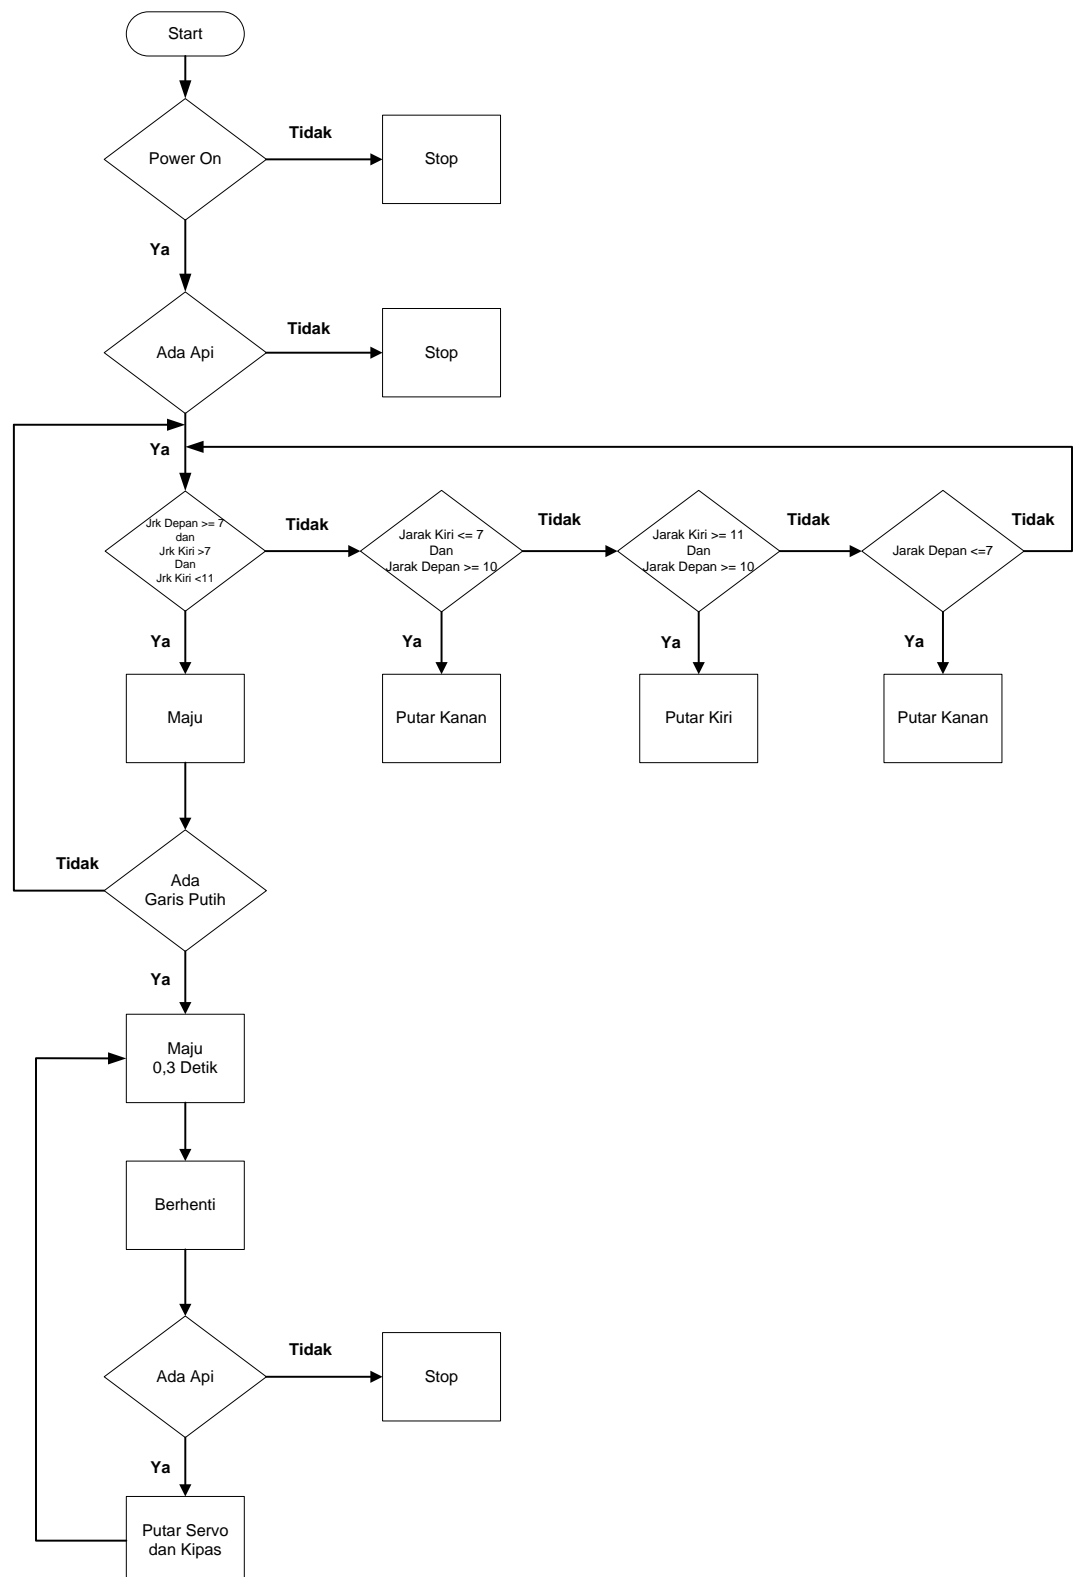 Start
Power On
Tidak
Stop
Ya
Ada Api
Tidak
Stop
Ya
Jrk Depan >= 7
dan
Jrk Kiri >7
Dan
Jrk Kiri <11
Tidak
Jarak Kiri <= 7
Dan
Jarak Depan >= 10
Tidak
Jarak Kiri >= 11
Dan
Jarak Depan >= 10
Tidak
Jarak Depan <=7
Tidak
Ya
Ya
Ya
Ya
Maju
Putar Kanan
Putar Kiri
Putar Kanan
Tidak
Ada
Garis Putih
Ya
Maju
0,3 Detik
Berhenti
Ada Api
Tidak
Stop
Ya
Putar Servo
dan Kipas